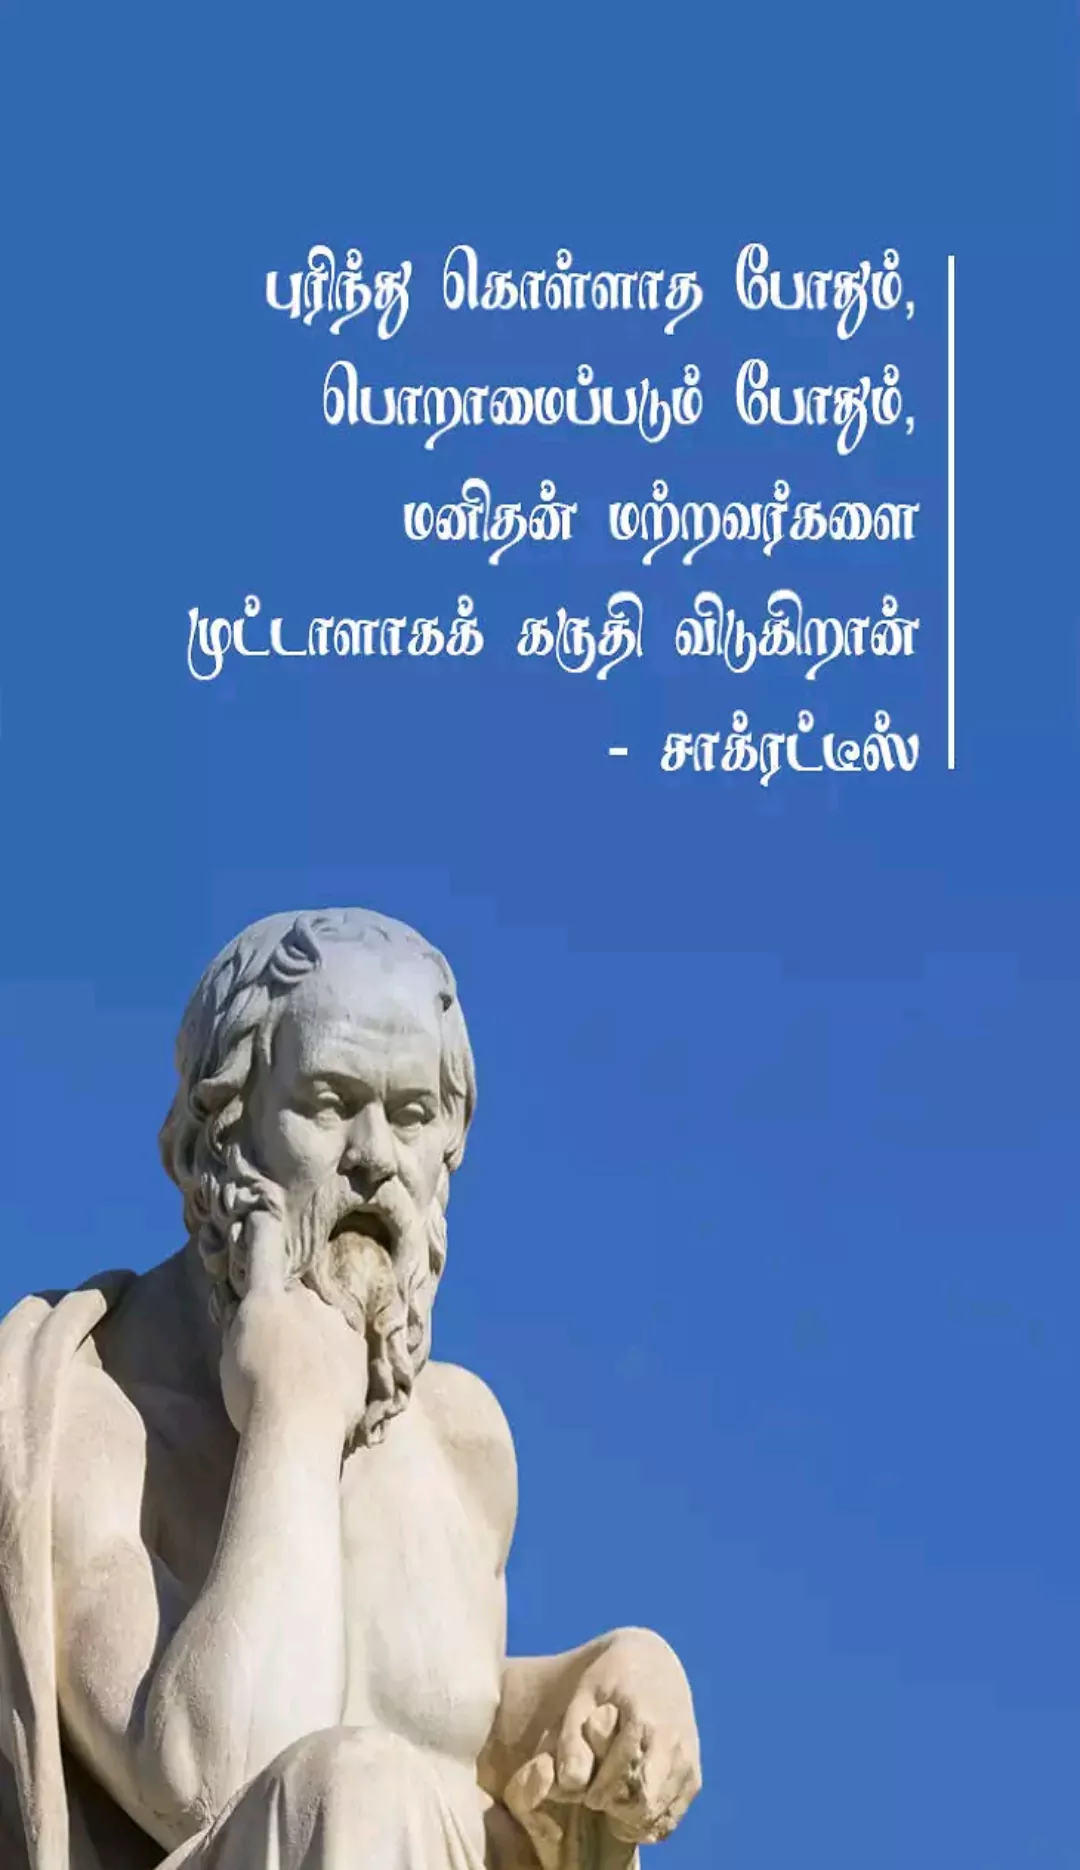 புரிந்து கொள்ளாத போதும்,
பொறாமைப்படும் போதும்,
மனிதன் மற்றவர்களை
முட்டாளாகக் கருதி விடுகிறான்
- சாக்ரட்டீஸ்